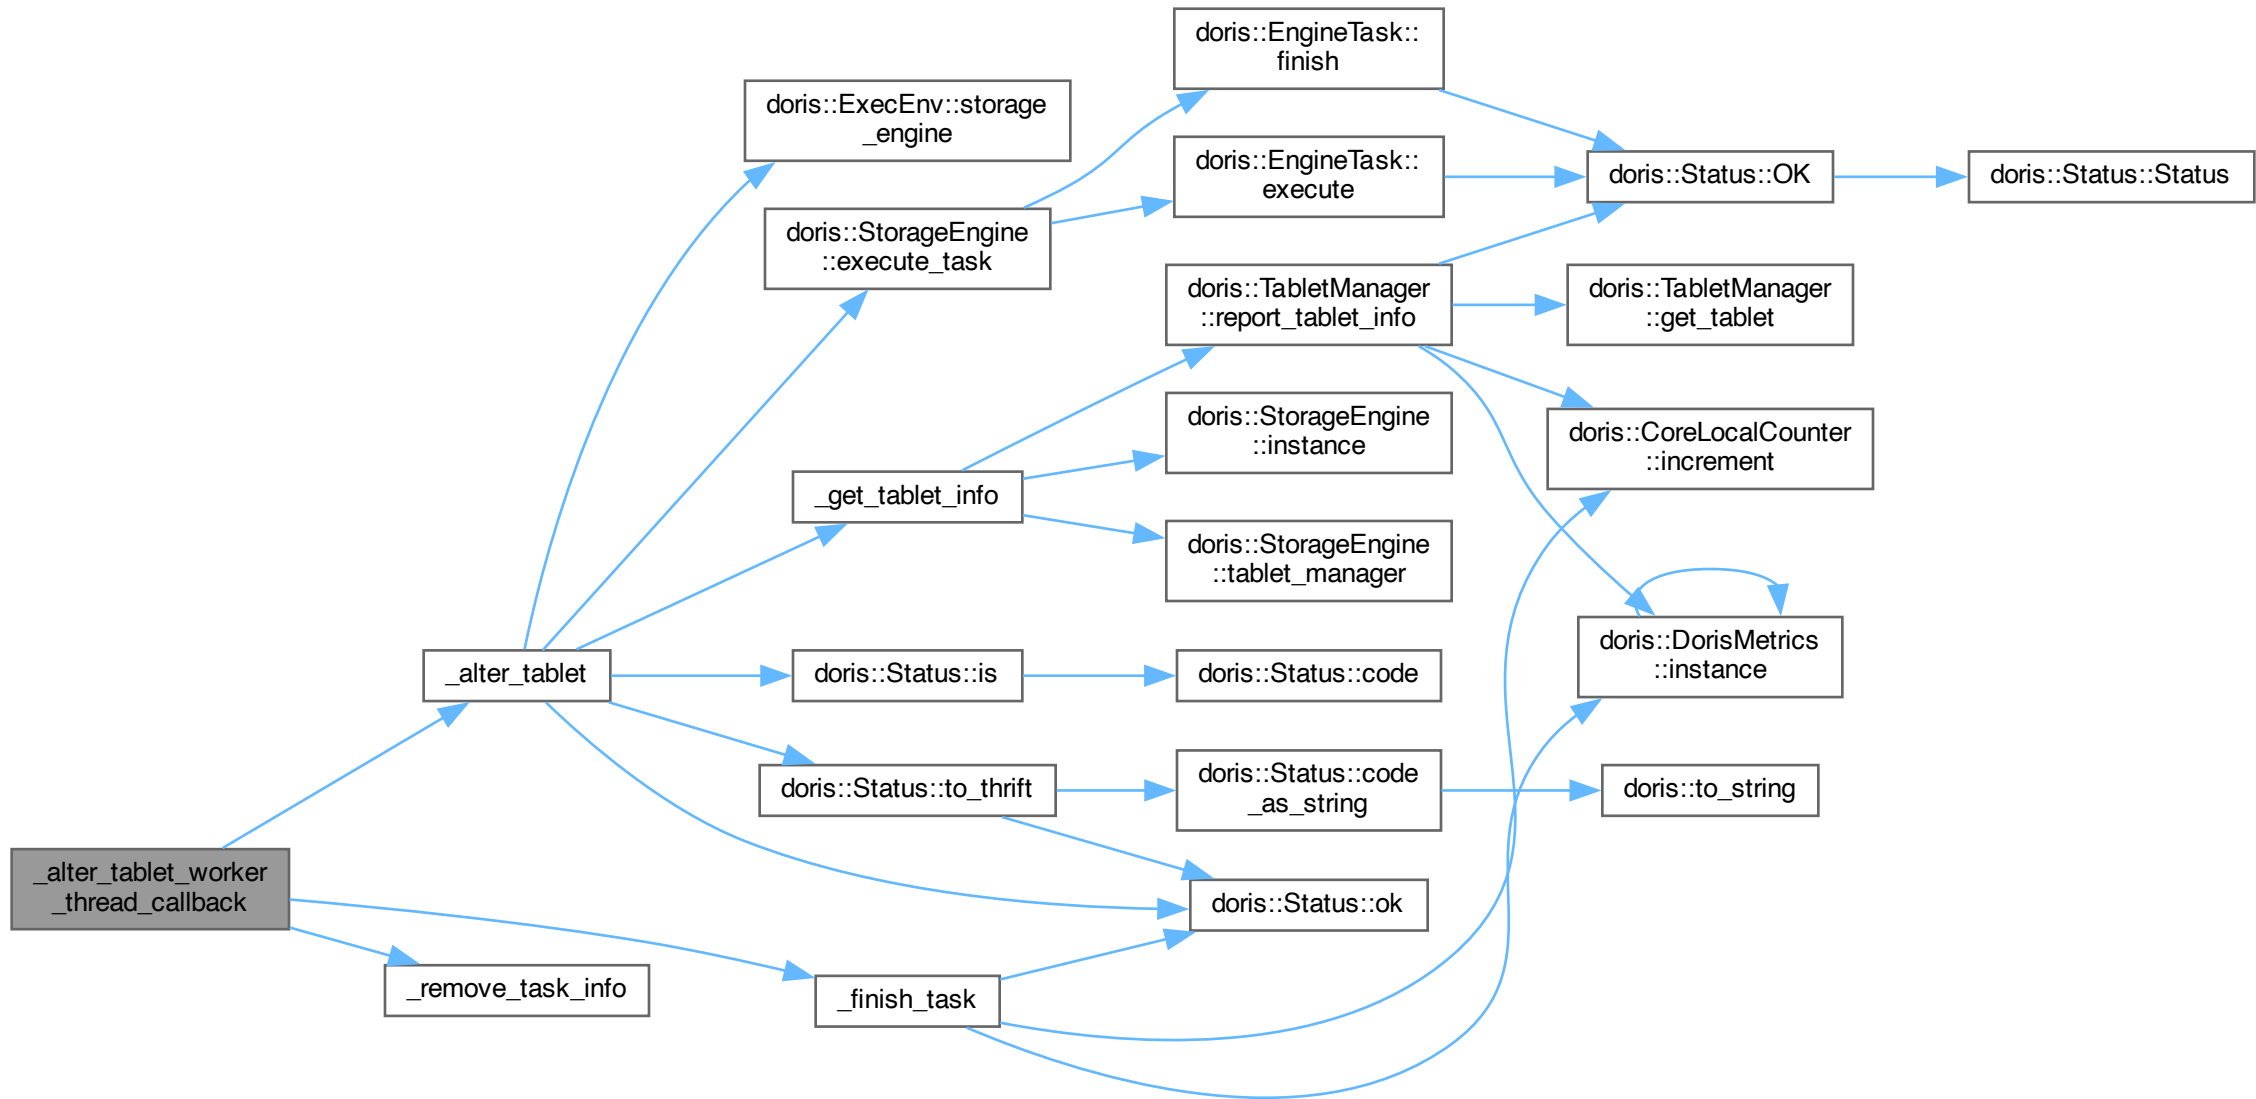 doris::EngineTask::
finish
doris::ExecEnv::storage
_engine
doris::EngineTask::
execute
doris::Status::OK
doris::Status::Status
doris::StorageEngine
::execute_task
doris::TabletManager
::report_tablet_info
doris::TabletManager
::get_tablet
doris::StorageEngine
::instance
doris::CoreLocalCounter
::increment
_get_tablet_info
doris::StorageEngine
::tablet_manager
_alter_tablet
doris::Status::is
doris::Status::code
doris::DorisMetrics
::instance
doris::Status::to_thrift
doris::Status::code
_as_string
doris::to_string
_alter_tablet_worker
_thread_callback
doris::Status::ok
_remove_task_info
_finish_task